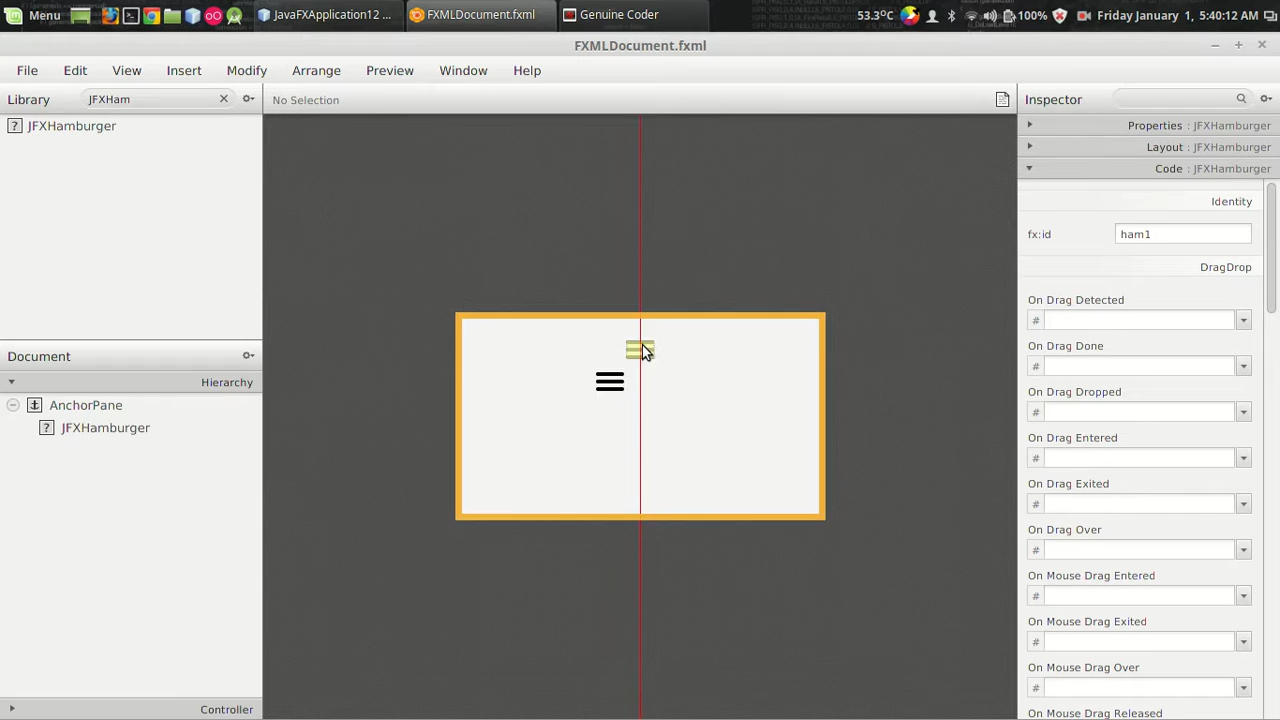 Menu JavaFXApplication12 ... FXMLDocument.fxml Genuine Coder 53.3°C 100% Friday January 1, 5:40:12 AM
FXMLDocument.fxml
File Edit View Insert Modify Arrange Preview Window Help
Library JFXHam No Selection Inspector
JFXHamburger
Properties : JFXHamburger
Layout : JFXHamburger
Code : JFXHamburger
Identity
fx:id ham1
DragDrop
On Drag Detected
#
On Drag Done
#
On Drag Dropped
#
On Drag Entered
#
On Drag Exited
#
On Drag Over
#
On Mouse Drag Entered
#
On Mouse Drag Exited
#
On Mouse Drag Over
#
On Mouse Drag Released
Document
Hierarchy
AnchorPane
? JFXHamburger
Controller